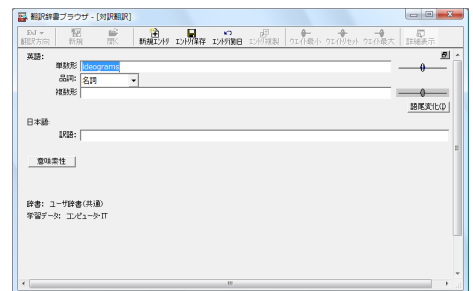 翻訳辞書ブラウザ - [対訳翻訳]
EtoJ 翻訳方向 新規 開く 新規エントリ エントリ保存 エントリ復旧 エントリ複製 ウエイト最小 ウエイトリセット ウエイト最大 詳細表示
英語:
単数形 Ideograms
品詞: 名詞
複数形
語尾変化(I)
日本語
訳語:
意味素性
辞書: ユーザ辞書(共通)
学習データ: コンピュータ・IT